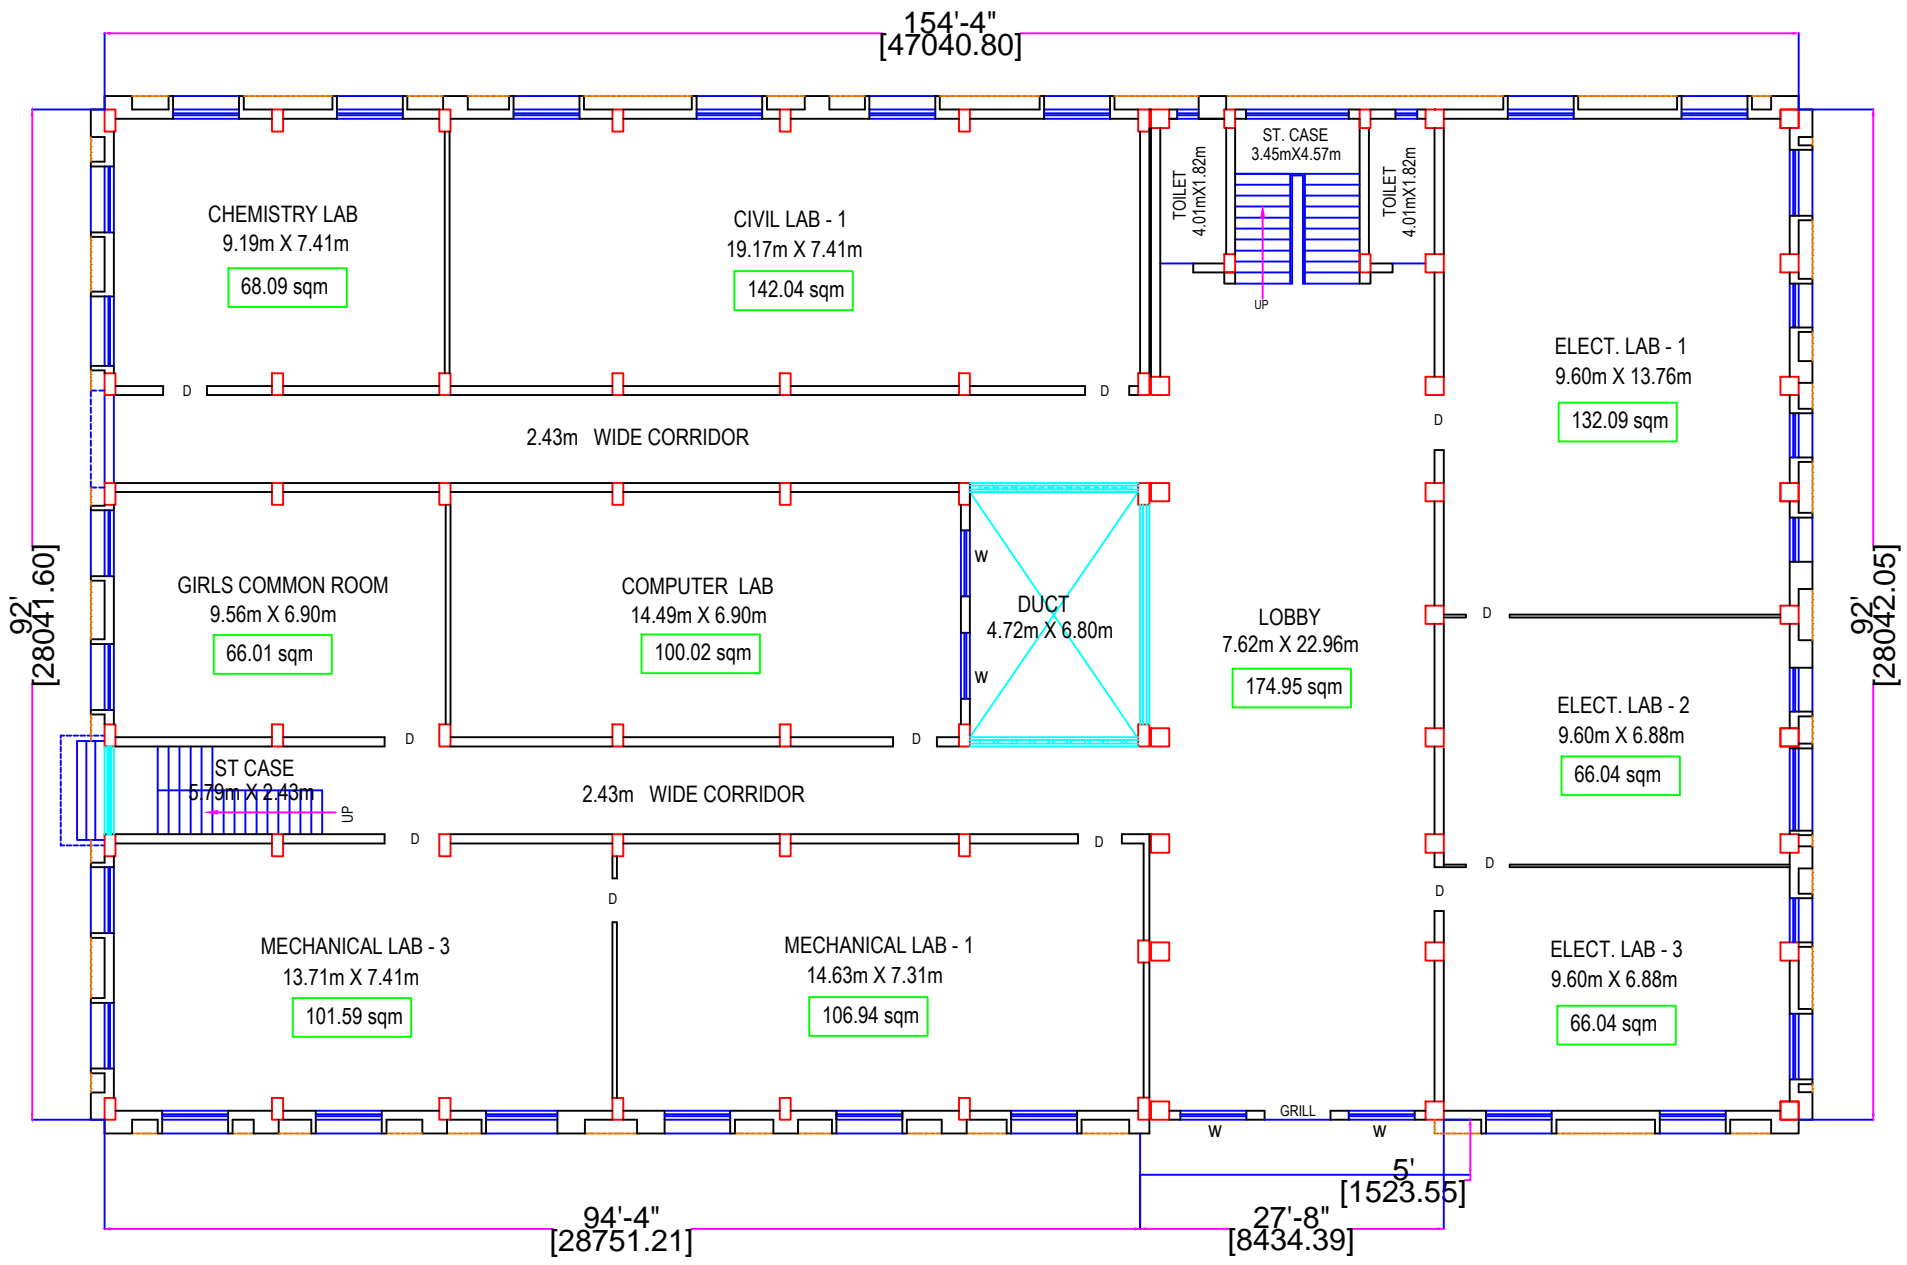 154'-4"
[47040.80]
ST. CASE
3.45mX4.57m
TOILET
4.01mX1.82m
TOILET
4.01mX1.82m
UP
CHEMISTRY LAB
9.19m X 7.41m
68.09 sqm
CIVIL LAB - 1
19.17m X 7.41m
142.04 sqm
ELECT. LAB - 1
9.60m X 13.76m
132.09 sqm
D
D
D
2.43m WIDE CORRIDOR
92'
[28041.60]
GIRLS COMMON ROOM
9.56m X 6.90m
66.01 sqm
COMPUTER LAB
14.49m X 6.90m
100.02 sqm
W
W
DUCT
4.72m X 6.80m
LOBBY
7.62m X 22.96m
174.95 sqm
D
ELECT. LAB - 2
9.60m X 6.88m
66.04 sqm
92'
[28042.05]
D
D
ST CASE
5.79m X 2.43m
UP
2.43m WIDE CORRIDOR
D
D
D
D
D
MECHANICAL LAB - 3
13.71m X 7.41m
101.59 sqm
MECHANICAL LAB - 1
14.63m X 7.31m
106.94 sqm
ELECT. LAB - 3
9.60m X 6.88m
66.04 sqm
GRILL
W
W
5'
[1523.55]
94'-4"
[28751.21]
27'-8"
[8434.39]